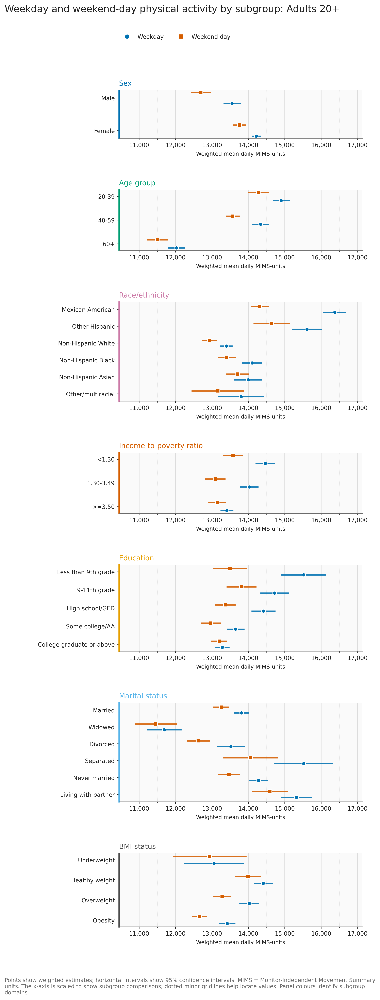 Weekday and weekend-day physical activity by subgroup: Adults 20+
Weekday
Weekend day
Sex
Male
Female
11,000 12,000 13,000 14,000 15,000 16,000 17,000
Weighted mean daily MIMS-units
Age group
20-39
40-59
60+
11,000 12,000 13,000 14,000 15,000 16,000 17,000
Weighted mean daily MIMS-units
Race/ethnicity
Mexican American
Other Hispanic
Non-Hispanic White
Non-Hispanic Black
Non-Hispanic Asian
Other/multiracial
11,000 12,000 13,000 14,000 15,000 16,000 17,000
Weighted mean daily MIMS-units
Income-to-poverty ratio
<1.30
1.30-3.49
>=3.50
11,000 12,000 13,000 14,000 15,000 16,000 17,000
Weighted mean daily MIMS-units
Education
Less than 9th grade
9-11th grade
High school/GED
Some college/AA
College graduate or above
11,000 12,000 13,000 14,000 15,000 16,000 17,000
Weighted mean daily MIMS-units
Marital status
Married
Widowed
Divorced
Separated
Never married
Living with partner
11,000 12,000 13,000 14,000 15,000 16,000 17,000
Weighted mean daily MIMS-units
BMI status
Underweight
Healthy weight
Overweight
Obesity
11,000 12,000 13,000 14,000 15,000 16,000 17,000
Weighted mean daily MIMS-units
Points show weighted estimates; horizontal intervals show 95% confidence intervals. MIMS = Monitor-Independent Movement Summary
units. The x-axis is scaled to show subgroup comparisons; dotted minor gridlines help locate values. Panel colours identify subgroup
domains.